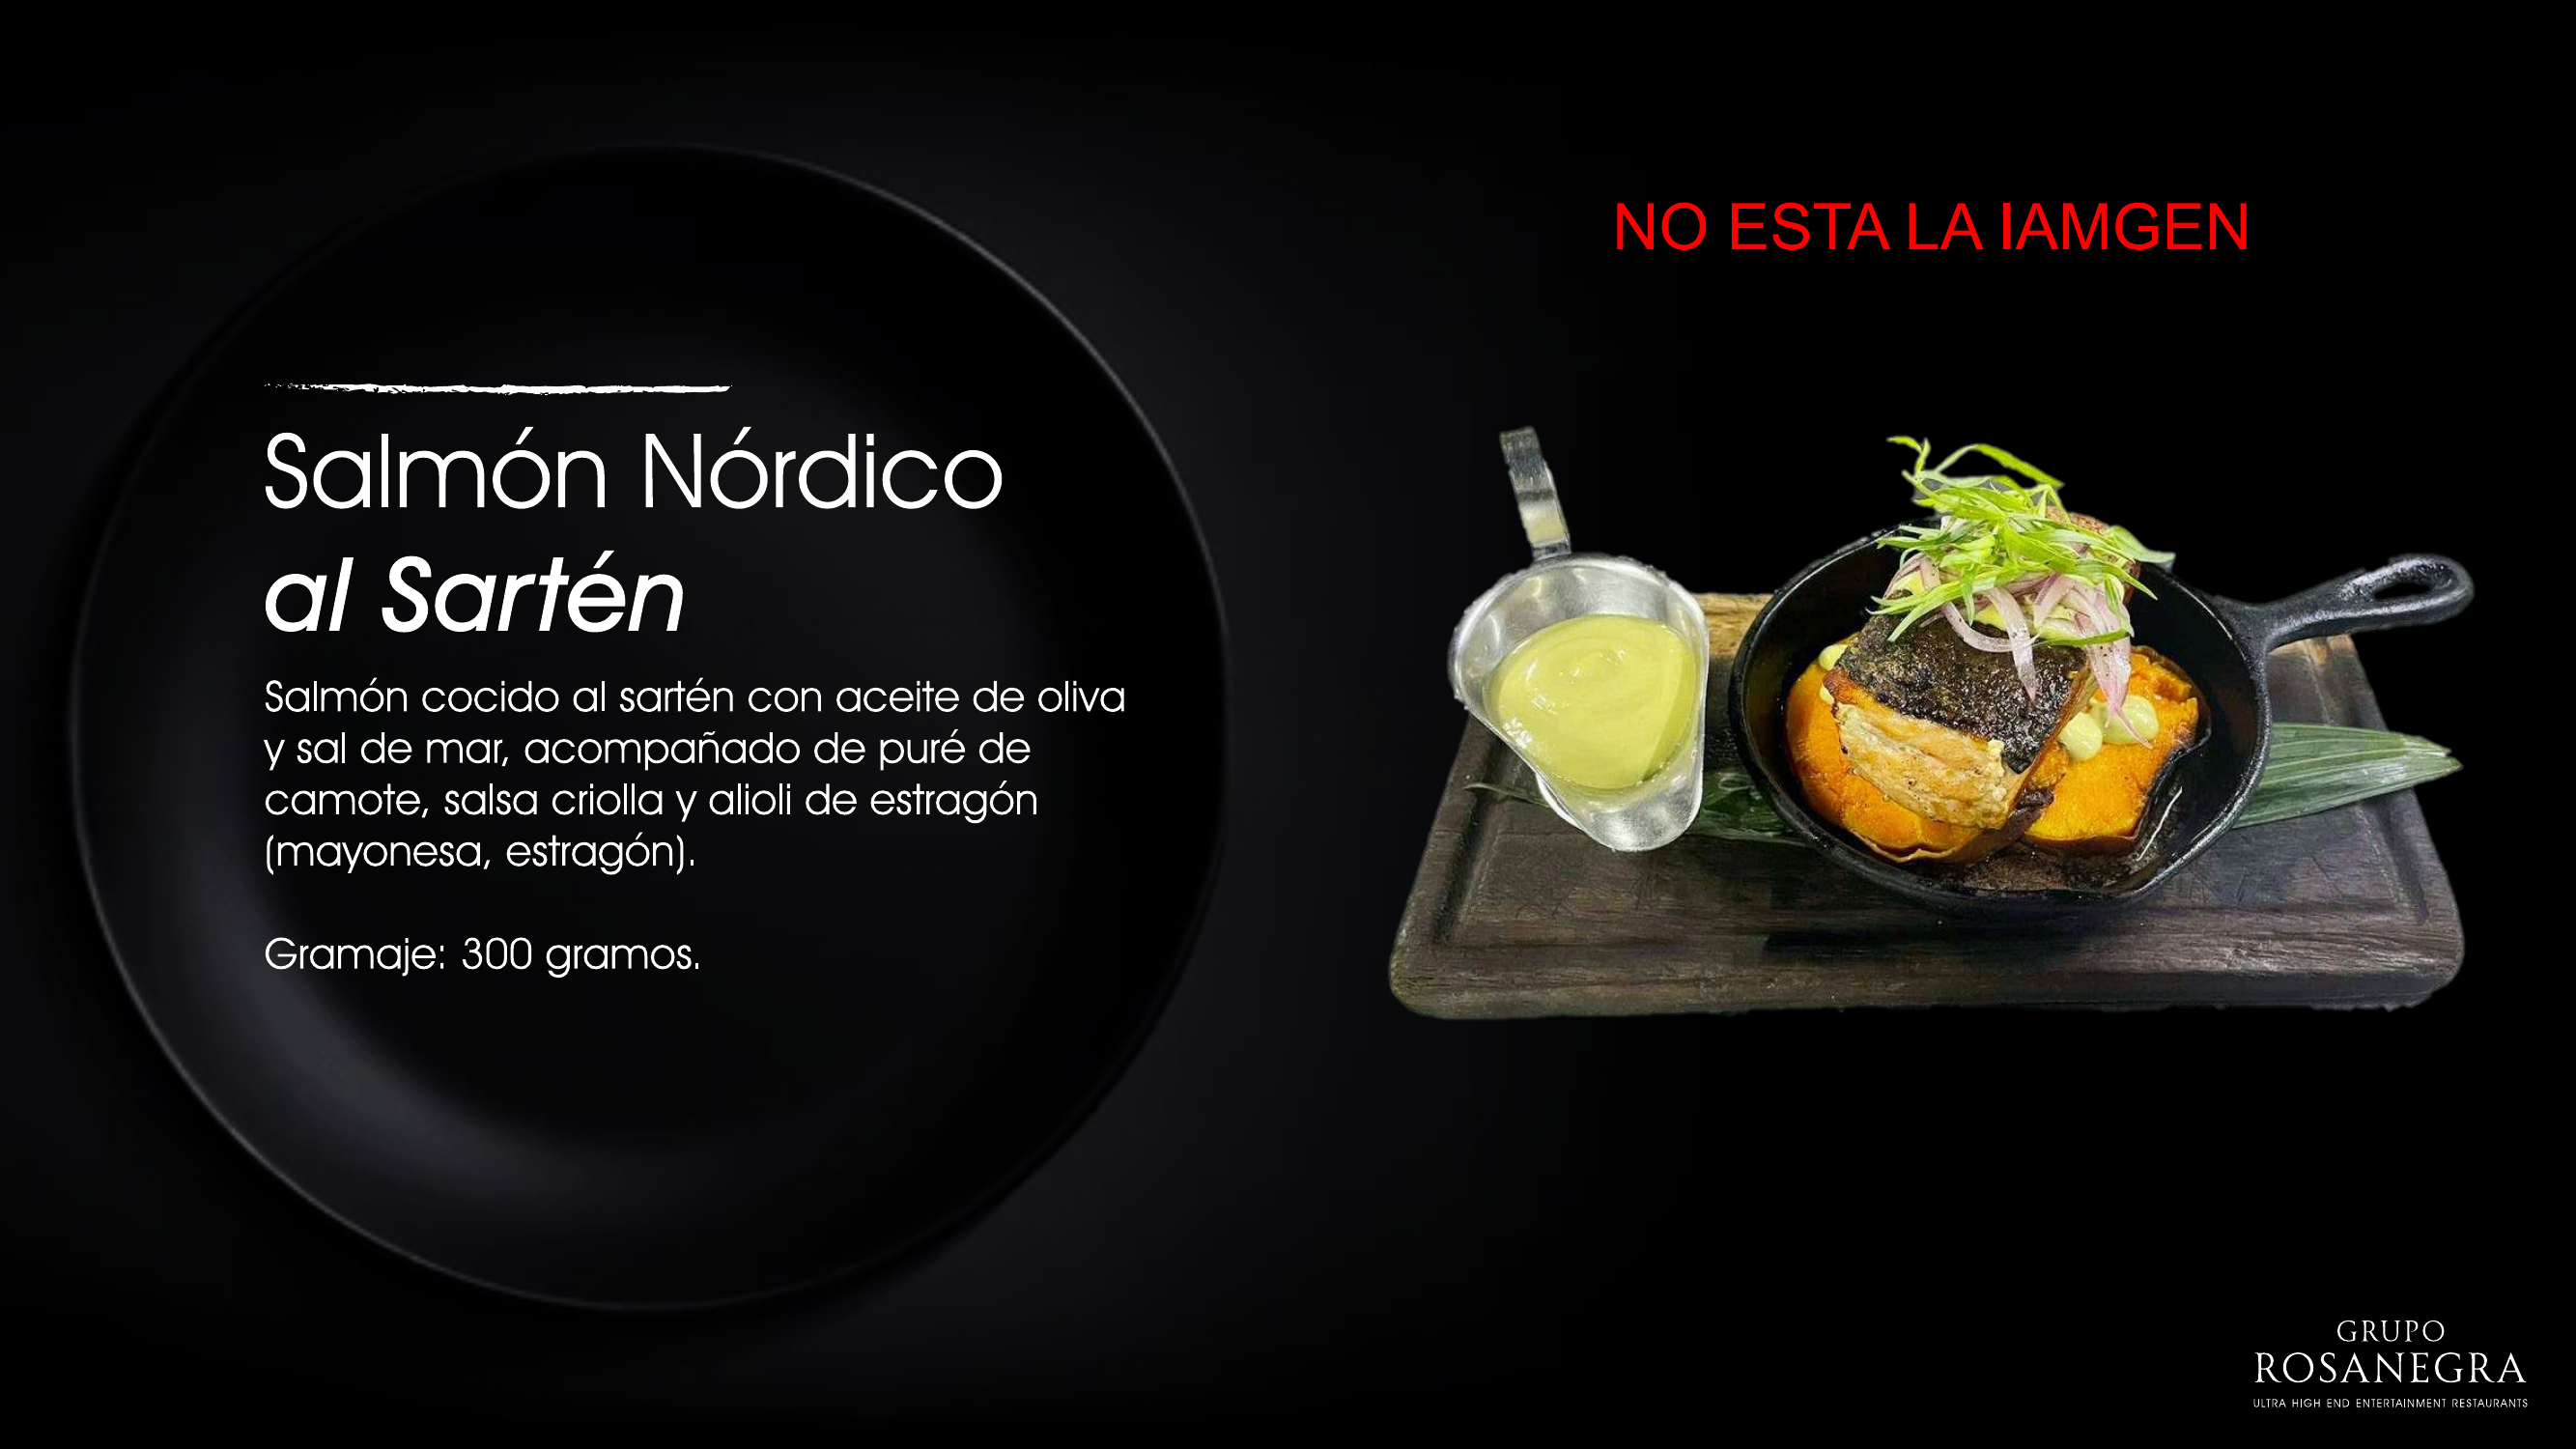 NO ESTA LA IAMGEN
Salmón Nórdico
al Sartén
Salmón cocido al sartén con aceite de oliva
y sal de mar, acompañado de puré de
camote, salsa criolla y alioli de estragón
(mayonesa, estragón).
Gramaje: 300 gramos.
GRUPO
ROSANEGRA
ULTRA HIGH END ENTERTAINMENT RESTAURANTS